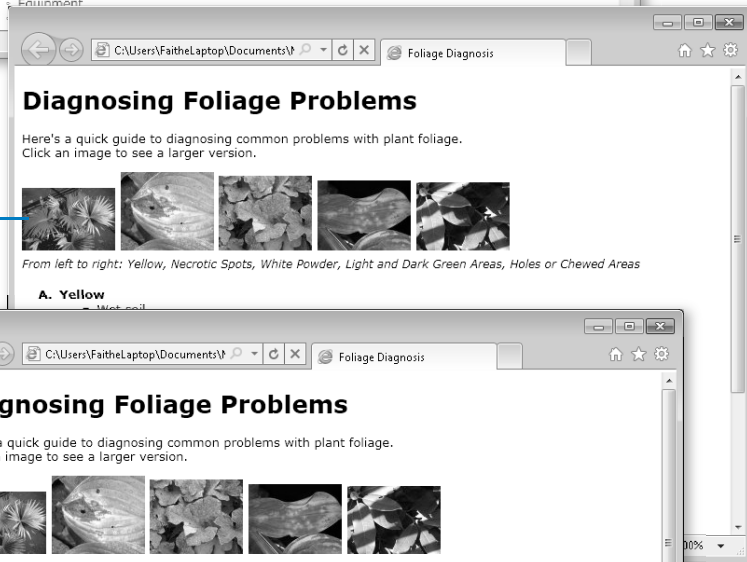 Equipment
C:\Users\FaitheLaptop\Documents\
Foliage Diagnosis
Diagnosing Foliage Problems
Here's a quick guide to diagnosing common problems with plant foliage.
Click an image to see a larger version.
From left to right: Yellow, Necrotic Spots, White Powder, Light and Dark Green Areas, Holes or Chewed Areas
A. Yellow
Wet soil
C:\Users\FaitheLaptop\Documents\
Foliage Diagnosis
gnosing Foliage Problems
a quick guide to diagnosing common problems with plant foliage.
image to see a larger version.
00%